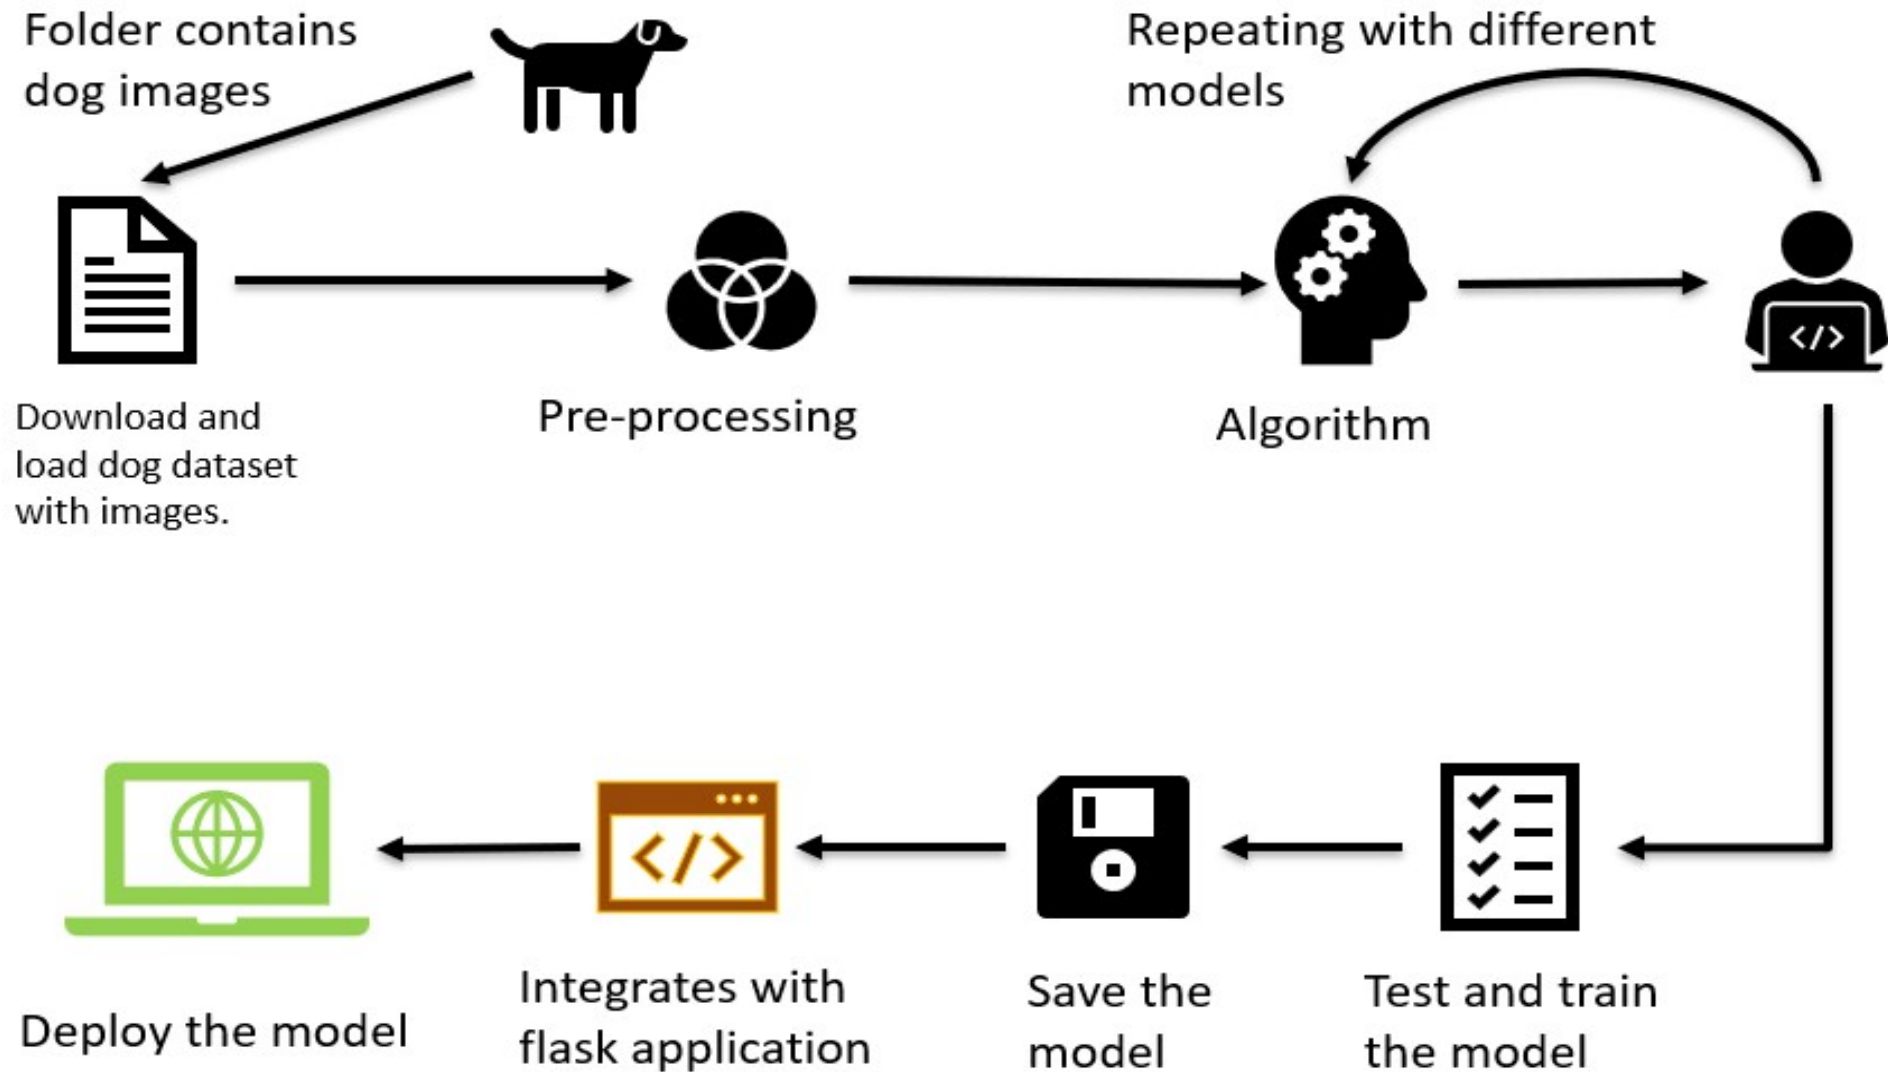 Folder contains
dog images
Repeating with different
models
</>
Download and
load dog dataset
with images.
Pre-processing
Algorithm
</>
Deploy the model
Integrates with
flask application
Save the
model
Test and train
the model